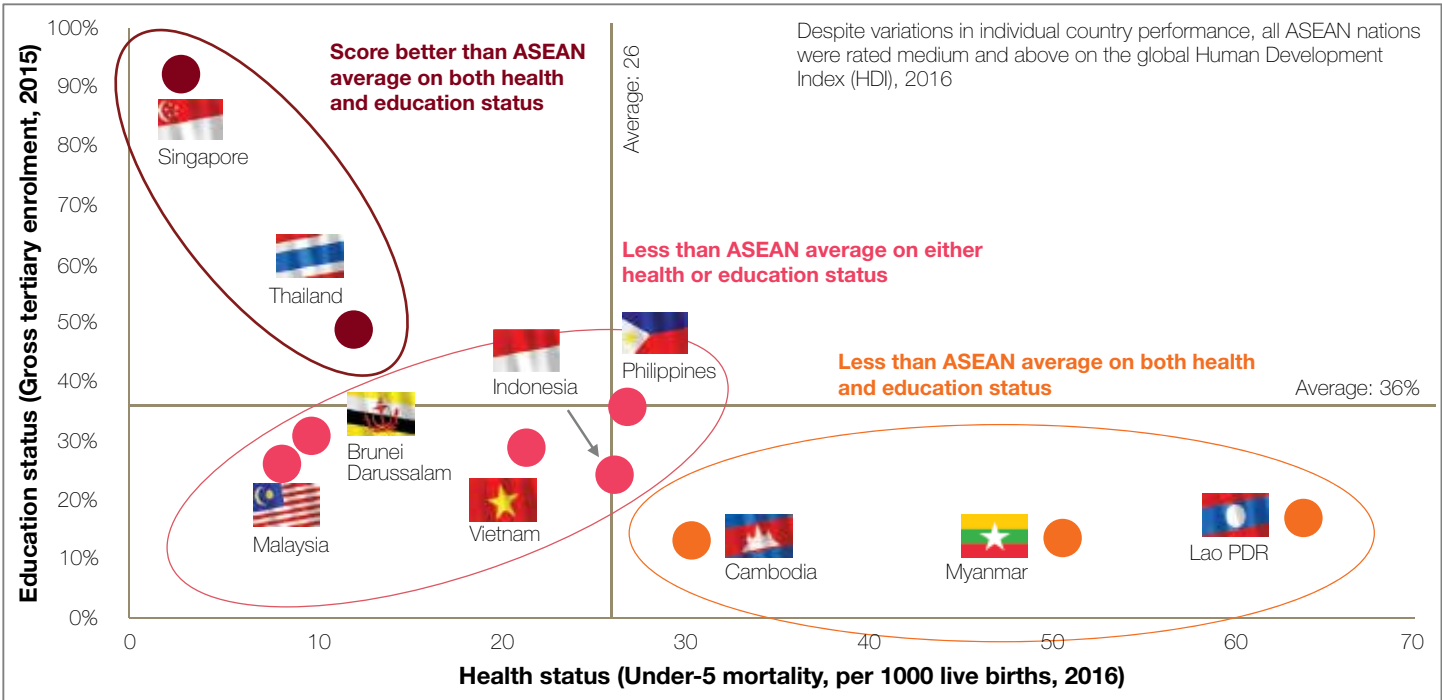 Education status (Gross tertiary enrolment, 2015)
100%
90%
80%
70%
60%
50%
40%
30%
20%
10%
0%
Score better than ASEAN
average on both health
and education status
Average: 26
Despite variations in individual country performance, all ASEAN nations
were rated medium and above on the global Human Development
Index (HDI), 2016
Singapore
Thailand
Less than ASEAN average on either
health or education status
Indonesia
Philippines
Less than ASEAN average on both health
and education status
Average: 36%
Brunei
Darussalam
Malaysia
Vietnam
Cambodia
Myanmar
Lao PDR
0
10
20
30
40
50
60
70
Health status (Under-5 mortality, per 1000 live births, 2016)